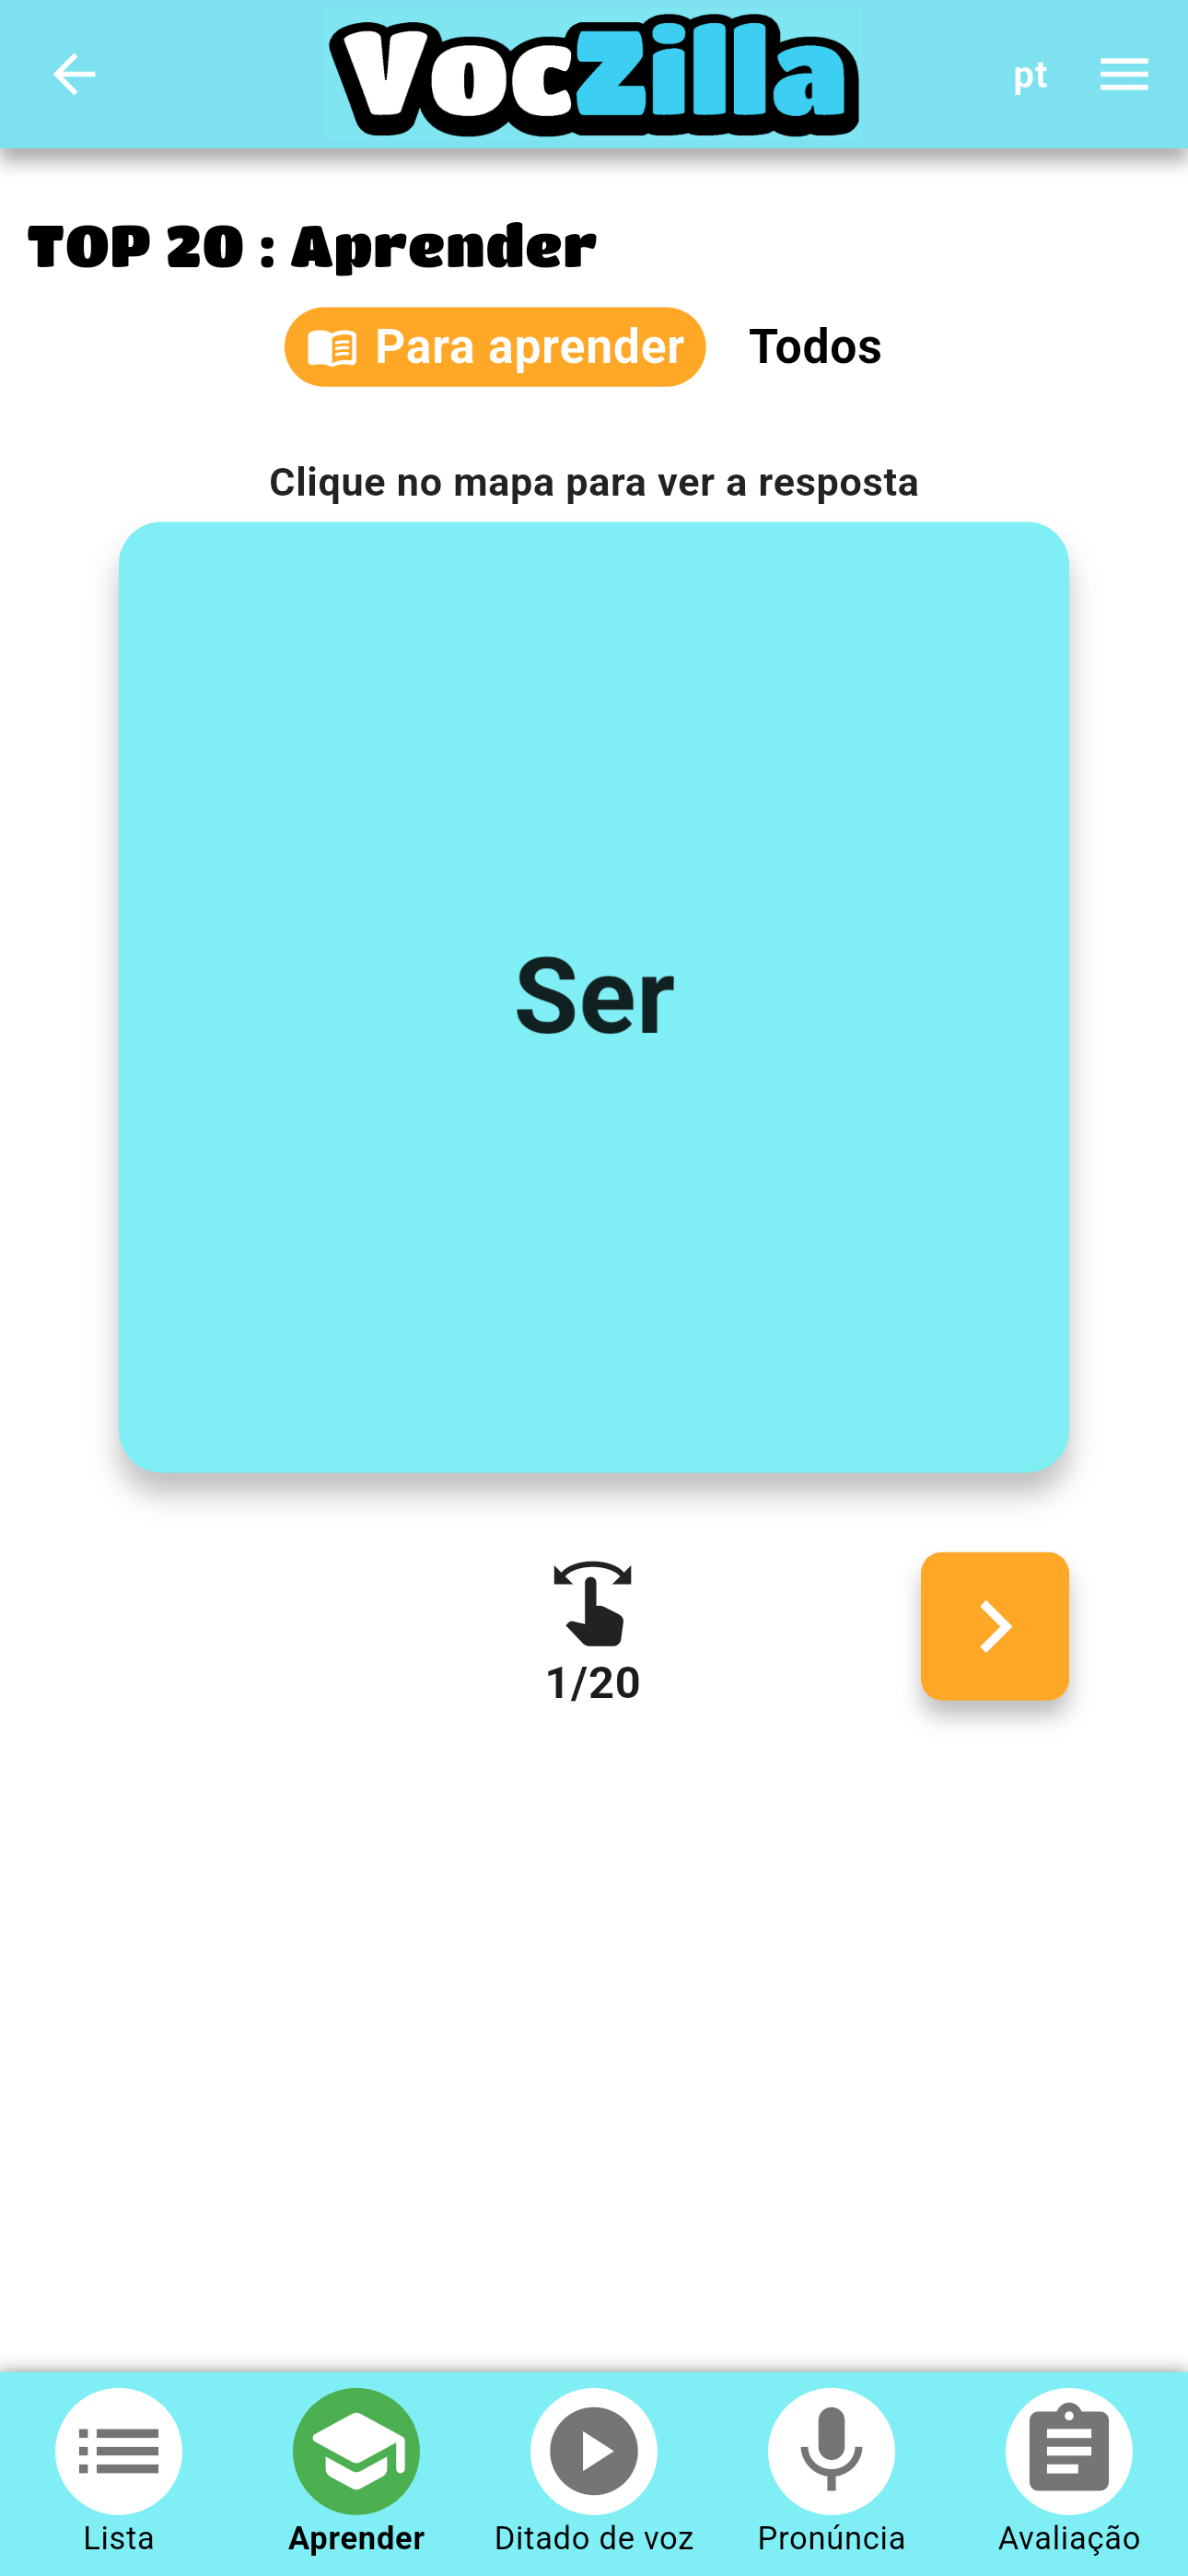 VocZilla
pt
TOP 20 : Aprender
Para aprender
Todos
Clique no mapa para ver a resposta
Ser
1/20
Lista
Aprender
Ditado de voz
Pronúncia
Avaliação